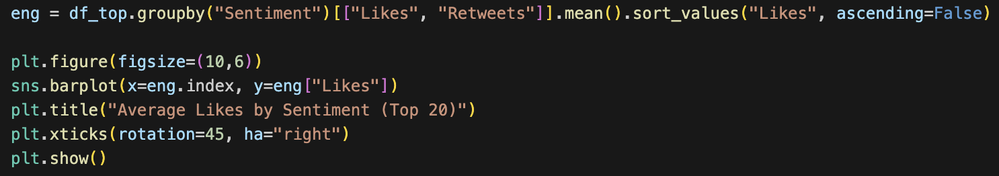 eng = df_top.groupby("Sentiment")[["Likes", "Retweets"]].mean().sort_values("Likes", ascending=False)
plt.figure(figsize=(10,6))
sns.barplot(x=eng.index, y=eng["Likes"])
plt.title("Average Likes by Sentiment (Top 20)")
plt.xticks(rotation=45, ha="right")
plt.show()